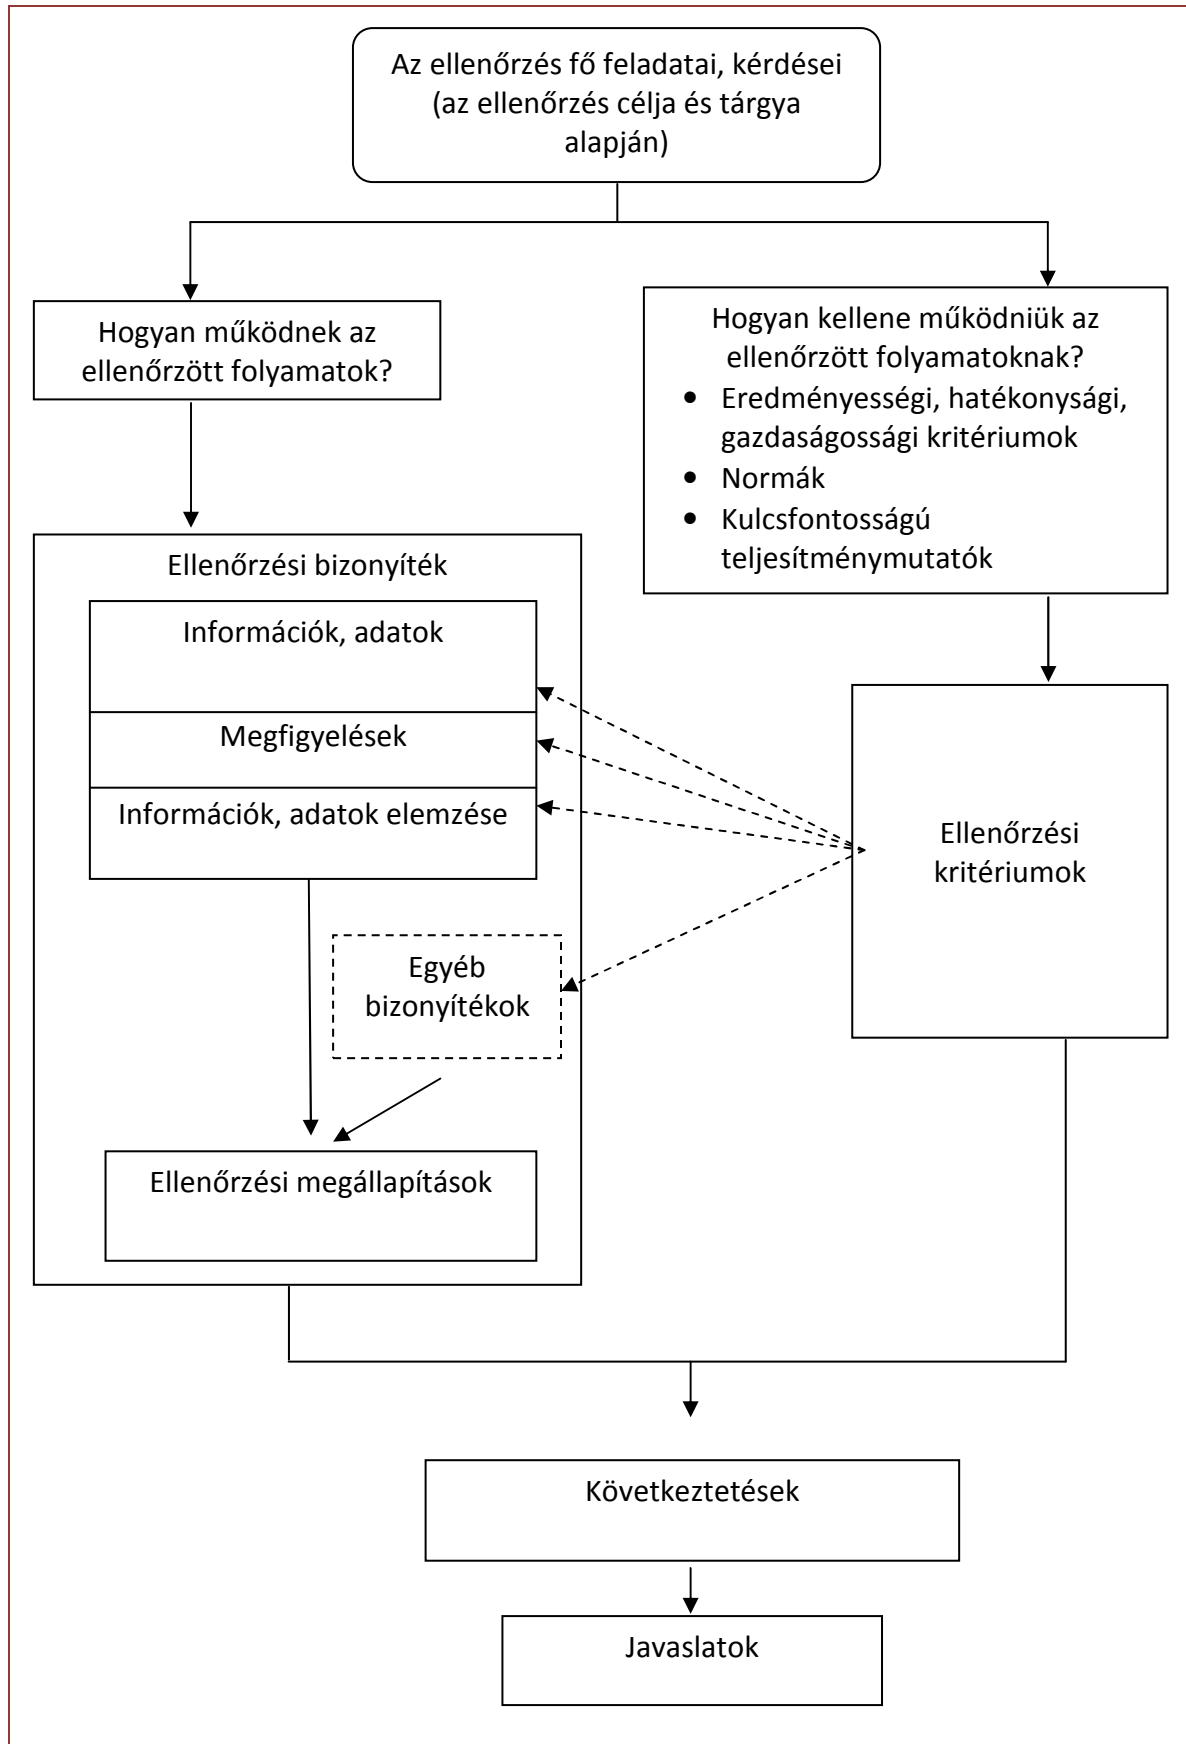 Az ellenőrzés fő feladatai, kérdései
(az ellenőrzés célja és tárgya
alapján)
Hogyan működnek az
ellenőrzött folyamatok?
Hogyan kellene működniük az
ellenőrzött folyamatoknak?
• Eredményességi, hatékonysági,
gazdaságossági kritériumok
• Normák
• Kulcsfontosságú
teljesítménymutatók
Ellenőrzési bizonyíték
Információk, adatok
Megfigyelések
Információk, adatok elemzése
Ellenőrzési
kritériumok
Egyéb
bizonyítékok
Ellenőrzési megállapítások
Következtetések
Javaslatok